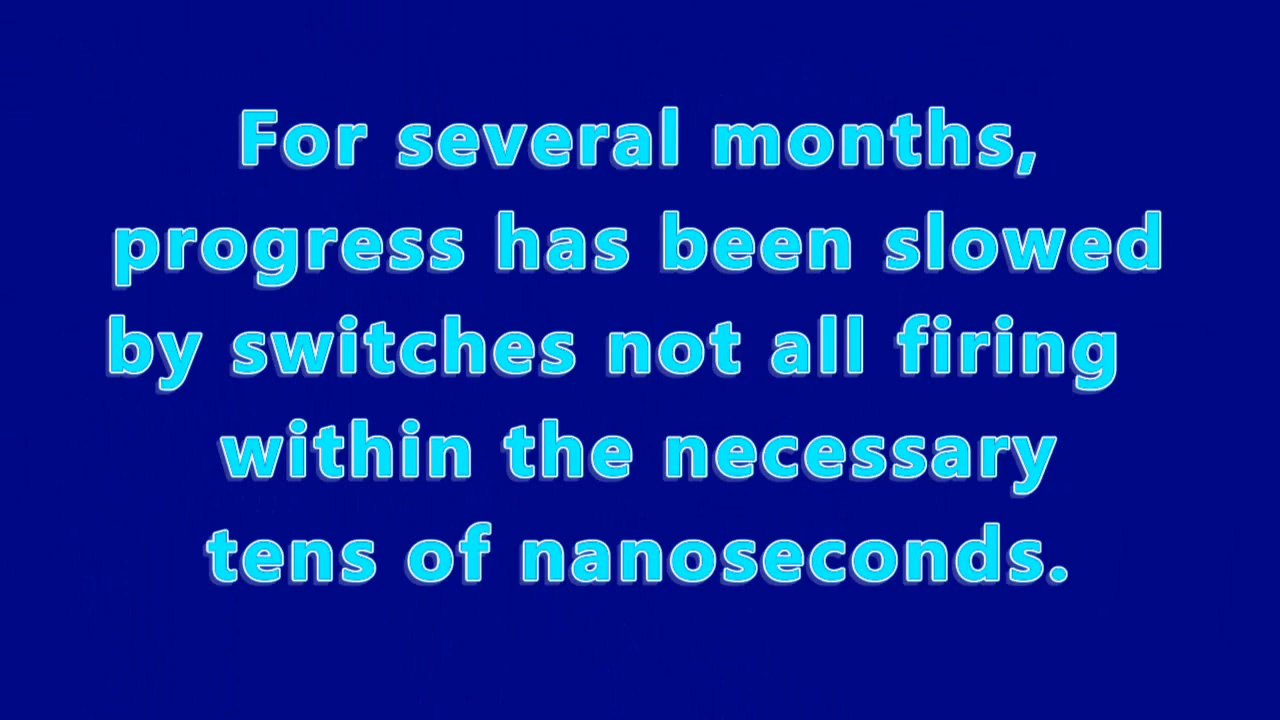 For several months,
progress has been slowed
by switches not all firing
within the necessary
tens of nanoseconds.